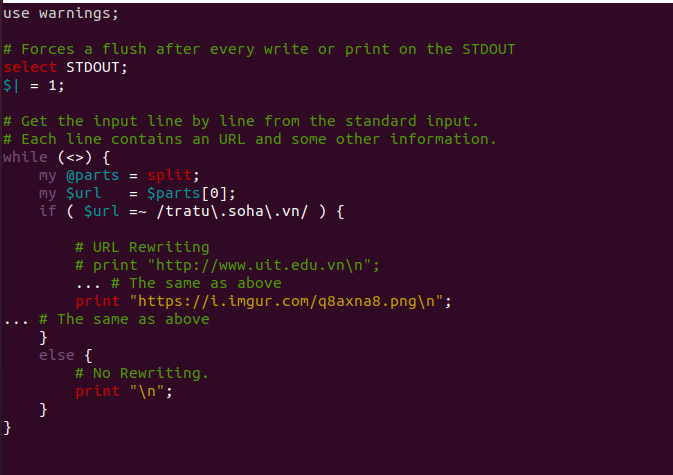 use warnings;
# Forces a flush after every write or print on the STDOUT
select STDOUT;
$| = 1;
# Get the input line by line from the standard input.
# Each line contains an URL and some other information.
while (<>) {
my @parts = split;
my $url   = $parts[0];
if ( $url =~ /tratu\.soha\.vn/ ) {
# URL Rewriting
# print "http://www.uit.edu.vn\n";
... # The same as above
print "https://i.imgur.com/q8axna8.png\n";
... # The same as above
}
else {
# No Rewriting.
print "\n";
}
}